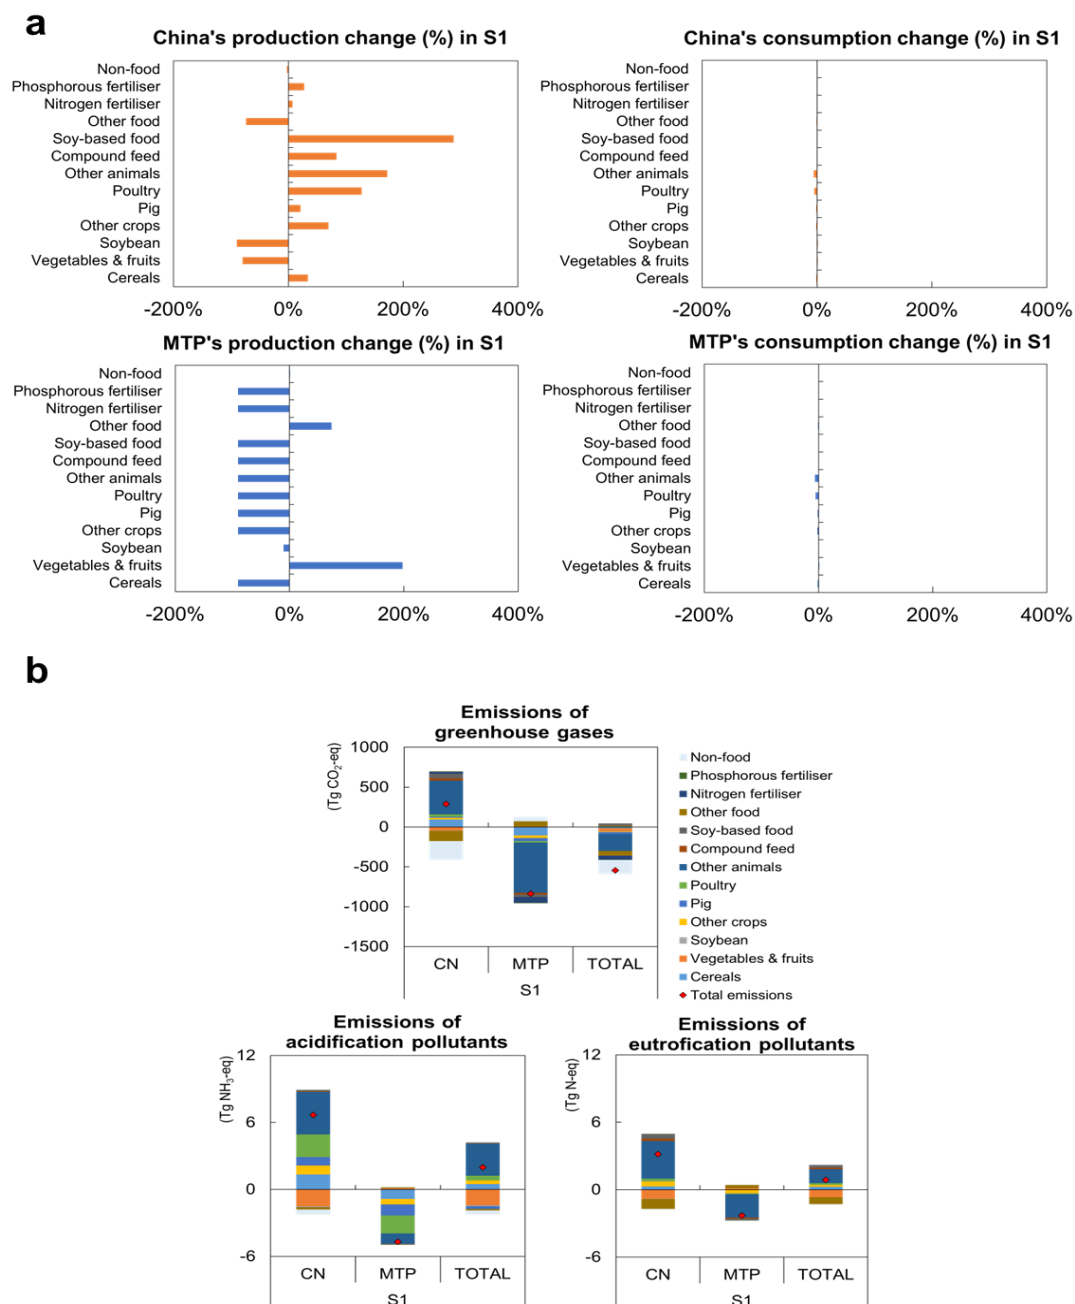 a
China's production change (%) in S1
Non-food
Phosphorous fertiliser
Nitrogen fertiliser
Other food
Soy-based food
Compound feed
Other animals
Poultry
Pig
Other crops
Soybean
Vegetables & fruits
Cereals
-200% 0% 200% 400%
China's consumption change (%) in S1
Non-food
Phosphorous fertiliser
Nitrogen fertiliser
Other food
Soy-based food
Compound feed
Other animals
Poultry
Pig
Other crops
Soybean
Vegetables & fruits
Cereals
-200% 0% 200% 400%
MTP's production change (%) in S1
Non-food
Phosphorous fertiliser
Nitrogen fertiliser
Other food
Soy-based food
Compound feed
Other animals
Poultry
Pig
Other crops
Soybean
Vegetables & fruits
Cereals
-200% 0% 200% 400%
MTP's consumption change (%) in S1
Non-food
Phosphorous fertiliser
Nitrogen fertiliser
Other food
Soy-based food
Compound feed
Other animals
Poultry
Pig
Other crops
Soybean
Vegetables & fruits
Cereals
-200% 0% 200% 400%
b
Emissions of
greenhouse gases
(Tg CO₂-eq)
1000
500
0
-500
-1000
-1500
CN MTP TOTAL
S1
Non-food
Phosphorous fertiliser
Nitrogen fertiliser
Other food
Soy-based food
Compound feed
Other animals
Poultry
Pig
Other crops
Soybean
Vegetables & fruits
Cereals
Total emissions
Emissions of
acidification pollutants
(Tg NH₃-eq)
12
6
0
-6
CN MTP TOTAL
S1
Emissions of
eutrofication pollutants
(Tg N-eq)
12
6
0
-6
CN MTP TOTAL
S1